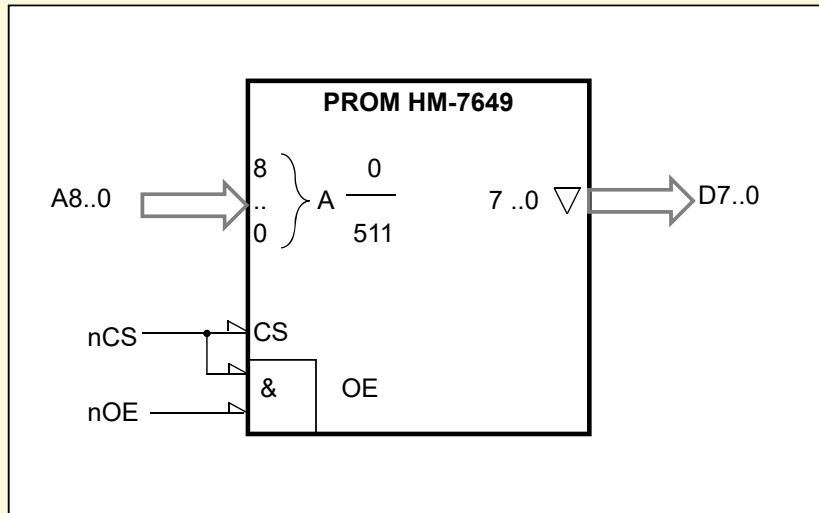 PROM HM-7649
8
0
A8..0
..
A
7 ..0
D7..0
0
511
nCS
CS
&
OE
nOE